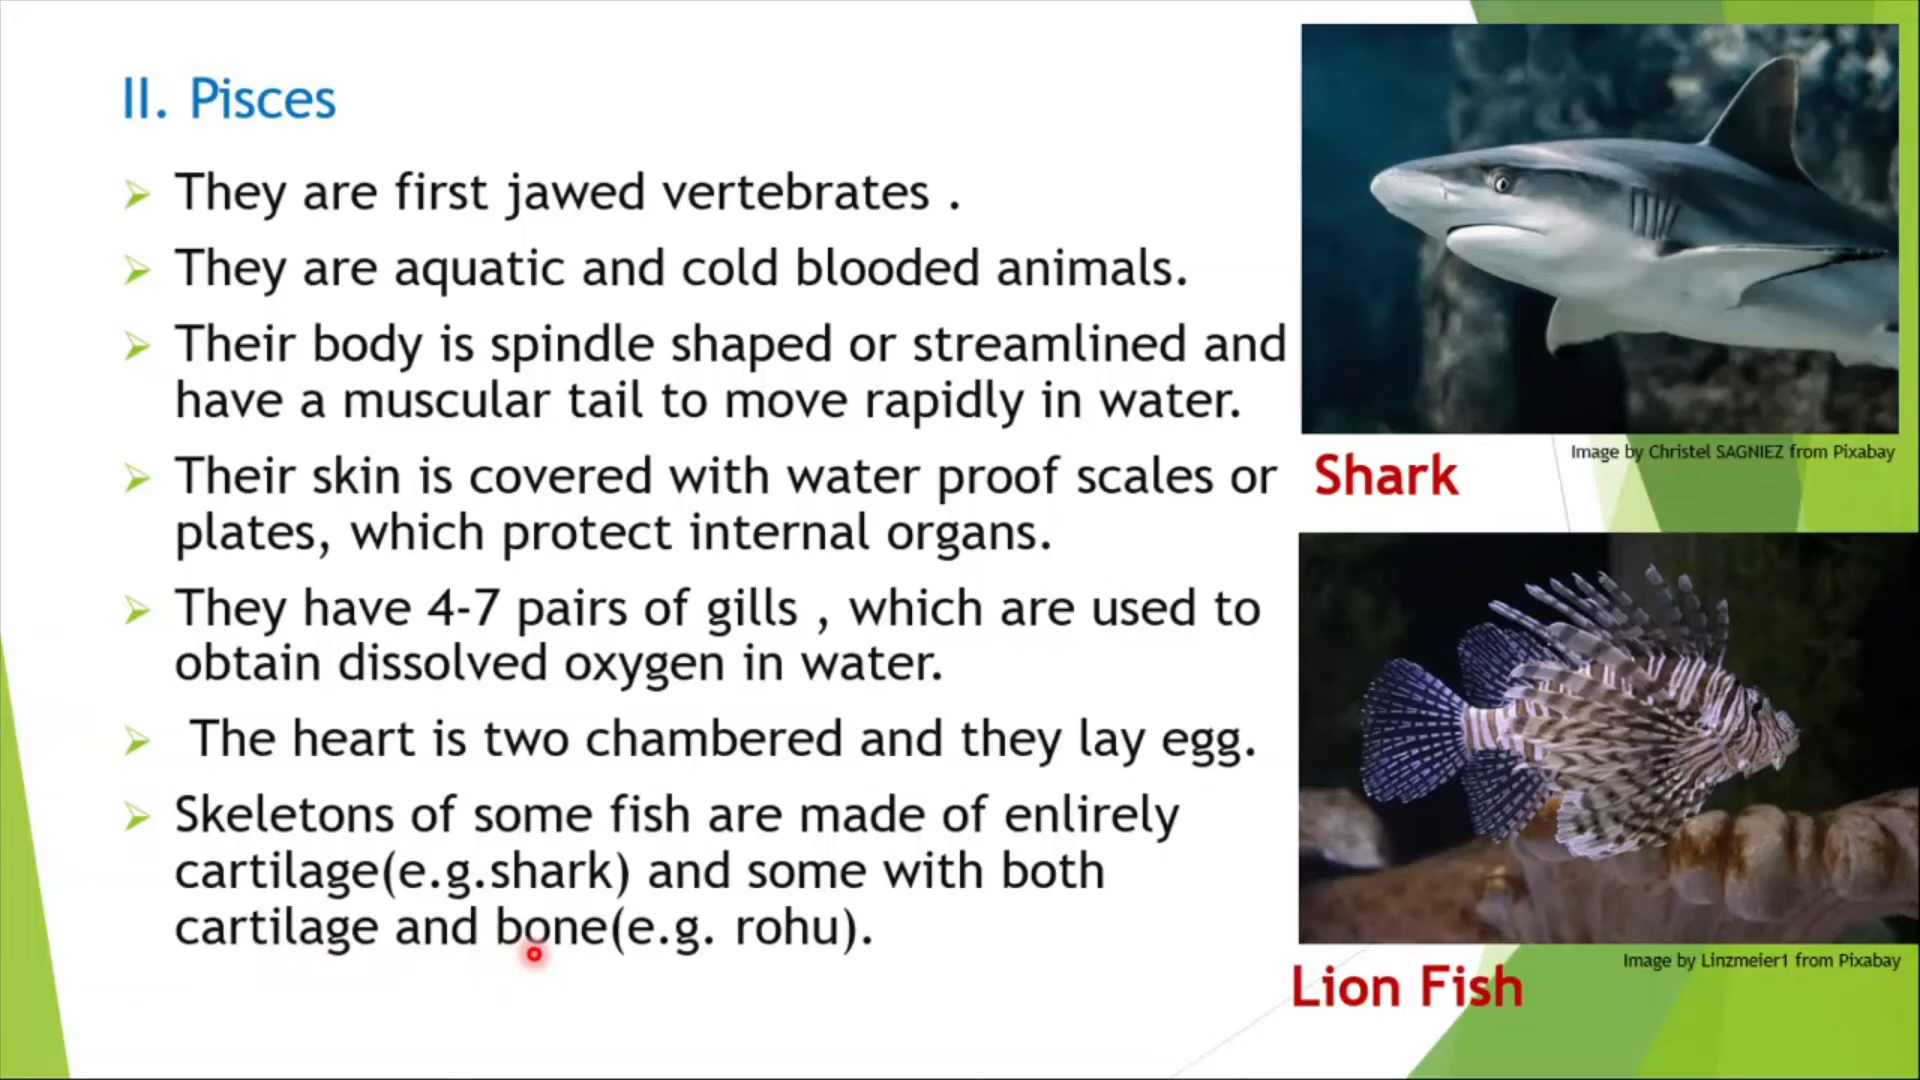 II. Pisces
They are first jawed vertebrates .
They are aquatic and cold blooded animals.
Their body is spindle shaped or streamlined and
have a muscular tail to move rapidly in water.
Their skin is covered with water proof scales or
plates, which protect internal organs.
They have 4-7 pairs of gills , which are used to
obtain dissolved oxygen in water.
The heart is two chambered and they lay egg.
Skeletons of some fish are made of enlirely
cartilage(e.g.shark) and some with both
cartilage and bone(e.g. rohu).
Image by Christel SAGNIEZ from Pixabay
Shark
Image by Linzmeier1 from Pixabay
Lion Fish